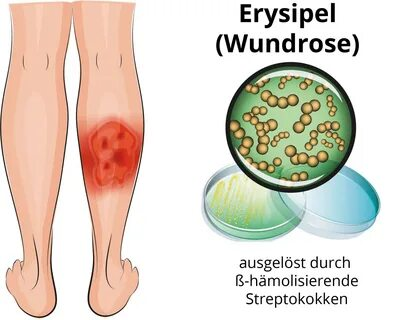 Erysipel
(Wundrose)
ausgelöst durch
ß-hämolisierende
Streptokokken